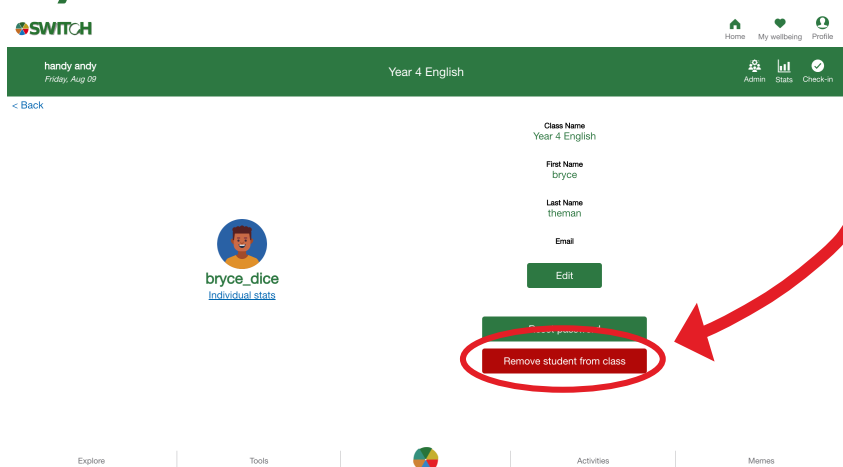 SWITCH
Home My wellbeing Profile
handy andy
Friday, Aug 09
Year 4 English
Admin Stats Check-in
< Back
Class Name
Year 4 English
First Name
bryce
Last Name
theman
Email
bryce_dice
Individual stats
Edit
Reset password
Remove student from class
Explore Tools Activities Memes